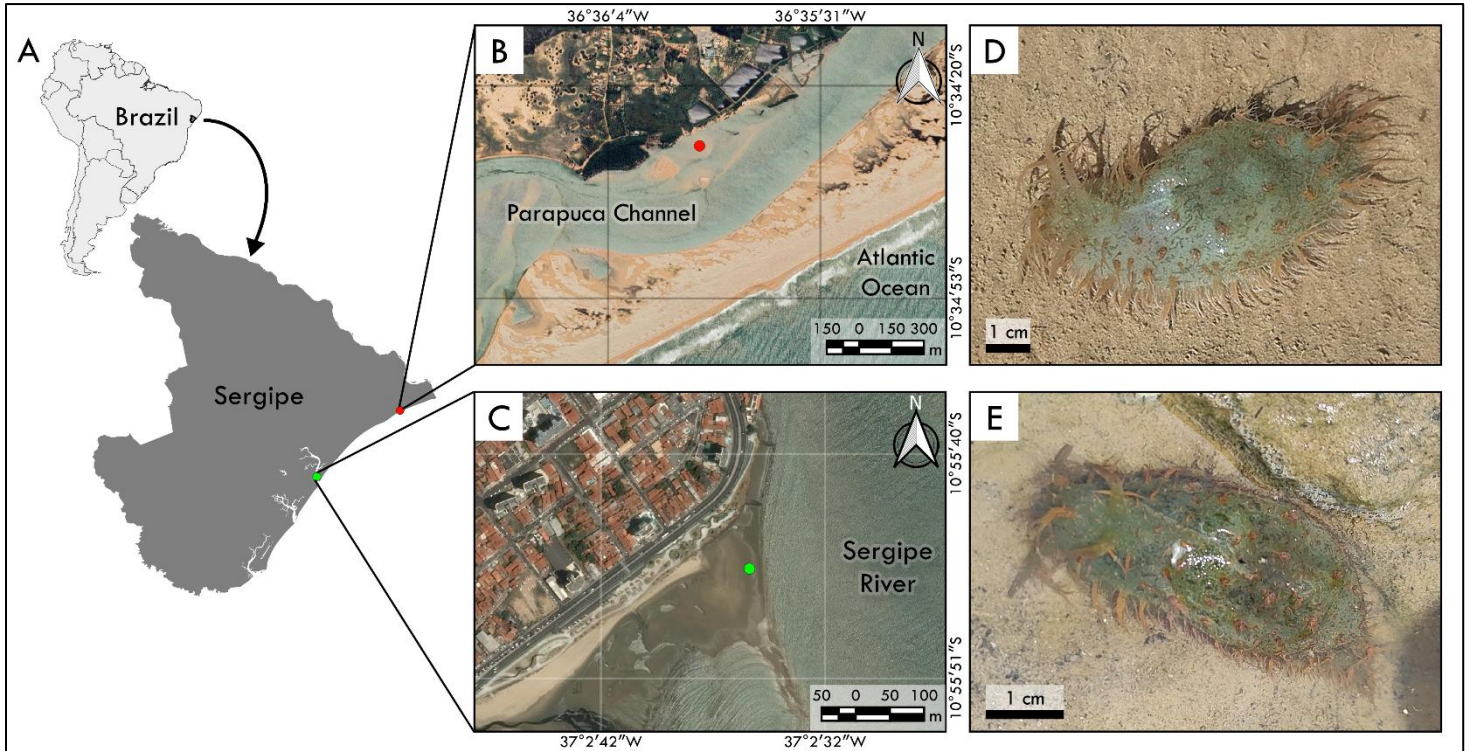 A
Brazil
Sergipe
36°36′4″W
36°35′31″W
B
N
Parapuca Channel
Atlantic
Ocean
150 0 150 300
m
10°34′20″S
10°34′53″S
C
N
Sergipe
River
50 0 50 100
m
10°55′40″S
10°55′51″S
37°2′42″W
37°2′32″W
D
1 cm
E
1 cm